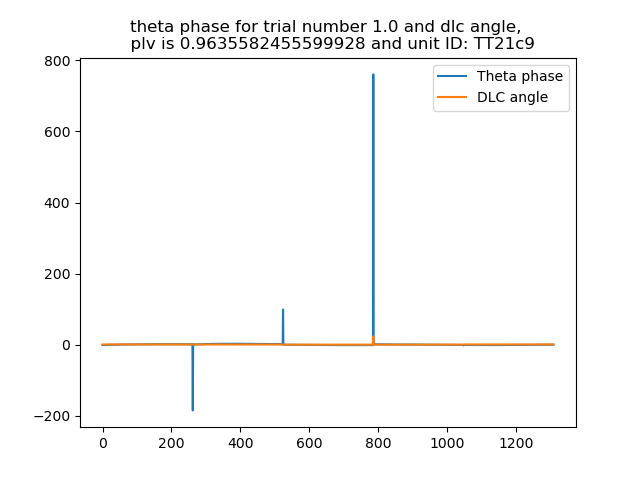 theta phase for trial number 1.0 and dlc angle,
plv is 0.9635582455599928 and unit ID: TT21c9
Theta phase
DLC angle
800
600
400
200
0
−200
0 200 400 600 800 1000 1200